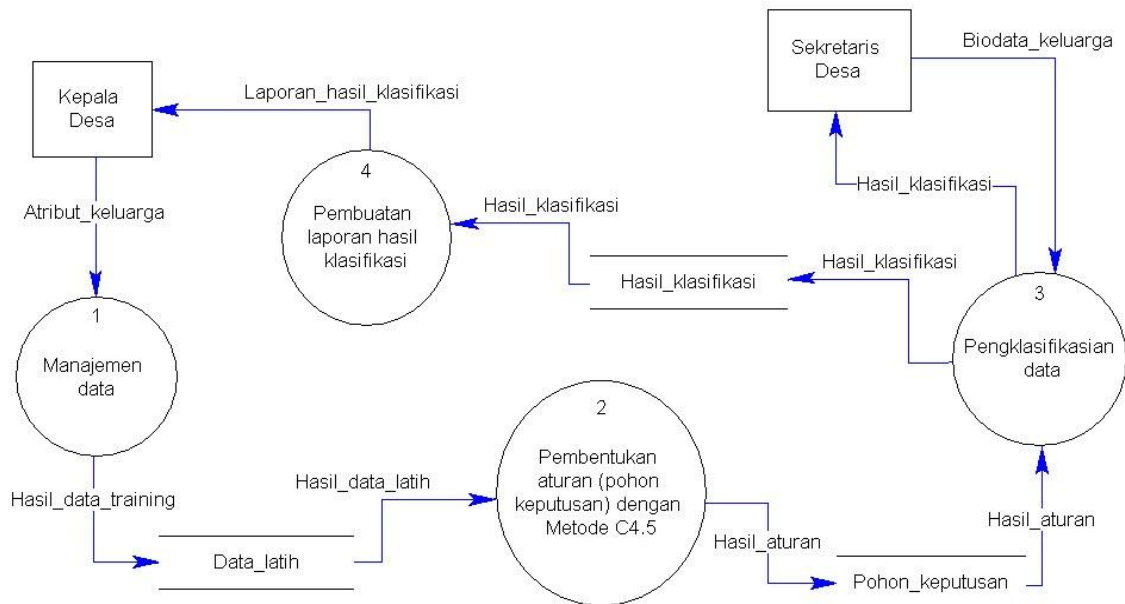 Sekretaris
Desa
Biodata_keluarga
Kepala
Desa
Laporan_hasil_klasifikasi
4
Pembuatan
laporan hasil
klasifikasi
Hasil_klasifikasi
Hasil_klasifikasi
Atribut_keluarga
Hasil_klasifikasi
Hasil_klasifikasi
3
Pengklasifikasian
data
1
Manajemen
data
2
Pembentukan
aturan (pohon
keputusan) dengan
Metode C4.5
Hasil_data_training
Hasil_data_latih
Data_latih
Hasil_aturan
Pohon_keputusan
Hasil_aturan